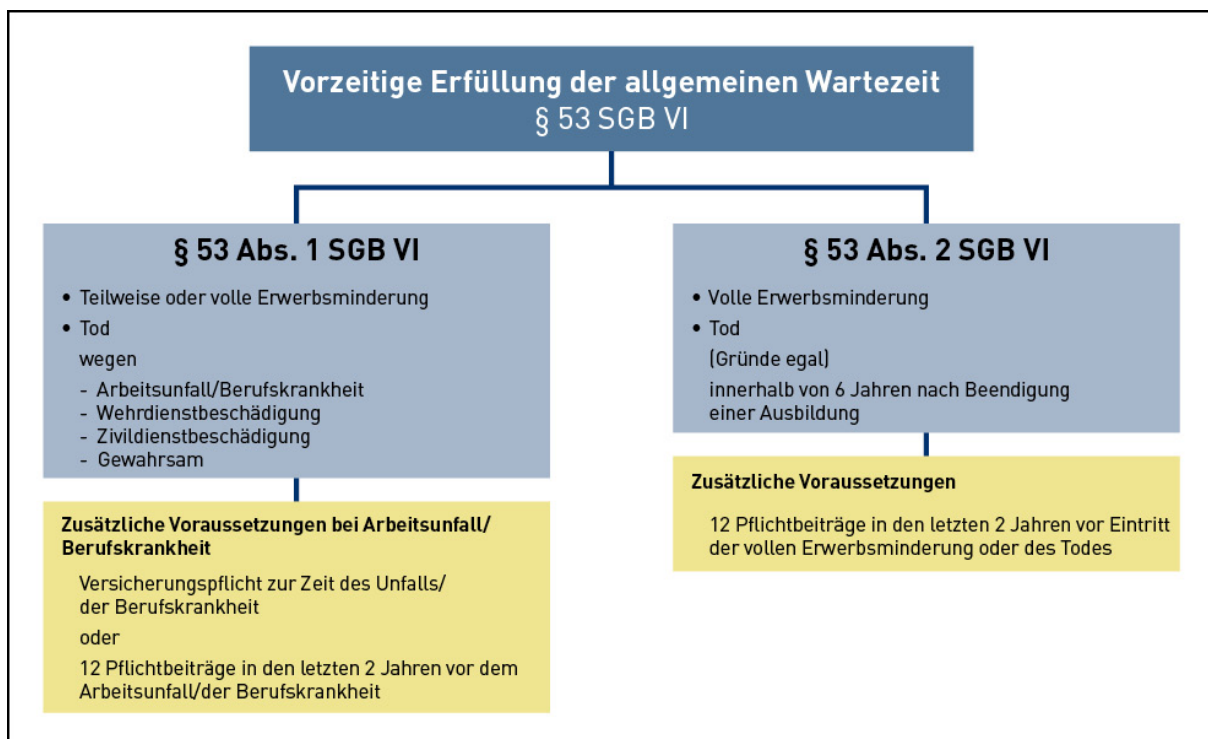 Vorzeitige Erfüllung der allgemeinen Wartezeit
§ 53 SGB VI
§ 53 Abs. 1 SGB VI
• Teilweise oder volle Erwerbsminderung
• Tod
wegen
- Arbeitsunfall/Berufskrankheit
- Wehrdienstbeschädigung
- Zivildienstbeschädigung
- Gewahrsam
Zusätzliche Voraussetzungen bei Arbeitsunfall/
Berufskrankheit
Versicherungspflicht zur Zeit des Unfalls/
der Berufskrankheit
oder
12 Pflichtbeiträge in den letzten 2 Jahren vor dem
Arbeitsunfall/der Berufskrankheit
§ 53 Abs. 2 SGB VI
• Volle Erwerbsminderung
• Tod
(Gründe egal)
innerhalb von 6 Jahren nach Beendigung
einer Ausbildung
Zusätzliche Voraussetzungen
12 Pflichtbeiträge in den letzten 2 Jahren vor Eintritt
der vollen Erwerbsminderung oder des Todes